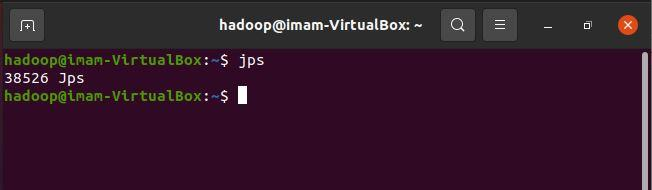 hadoop@imam-VirtualBox: ~
hadoop@imam-VirtualBox:~$ jps
38526 Jps
hadoop@imam-VirtualBox:~$